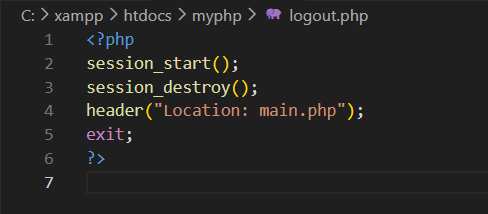 C: > xampp > htdocs > myphp > logout.php
1 <?php
2 session_start();
3 session_destroy();
4 header("Location: main.php");
5 exit;
6 ?>
7